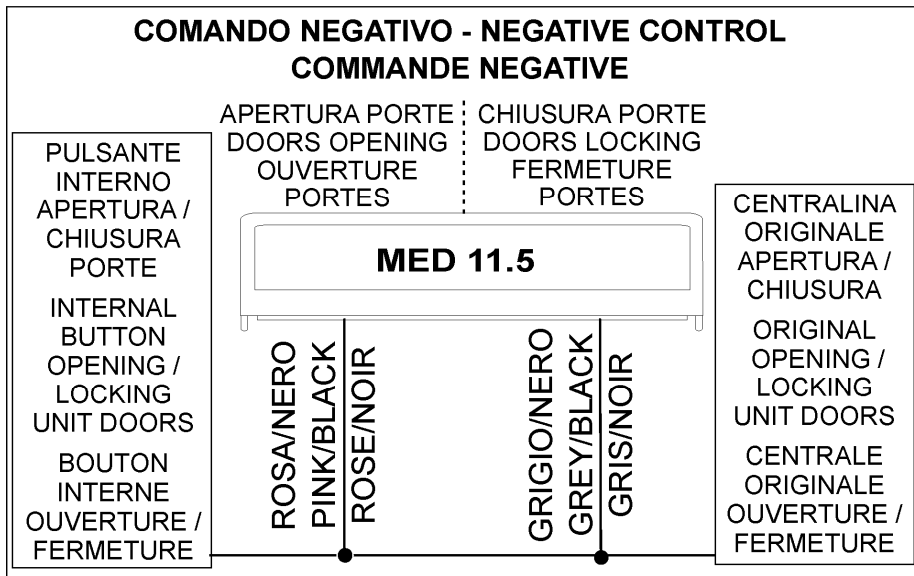 COMANDO NEGATIVO - NEGATIVE CONTROL
COMMANDE NEGATIVE
APERTURA PORTE
DOORS OPENING
OUVERTURE
PORTES
CHIUSURA PORTE
DOORS LOCKING
FERMETURE
PORTES
PULSANTE
INTERNO
APERTURA /
CHIUSURA
PORTE
INTERNAL
BUTTON
OPENING /
LOCKING
UNIT DOORS
BOUTON
INTERNE
OUVERTURE /
FERMETURE
MED 11.5
ROSA/NERO
PINK/BLACK
ROSE/NOIR
GRIGIO/NERO
GREY/BLACK
GRIS/NOIR
CENTRALINA
ORIGINALE
APERTURA /
CHIUSURA
ORIGINAL
OPENING /
LOCKING
UNIT DOORS
CENTRALE
ORIGINALE
OUVERTURE /
FERMETURE